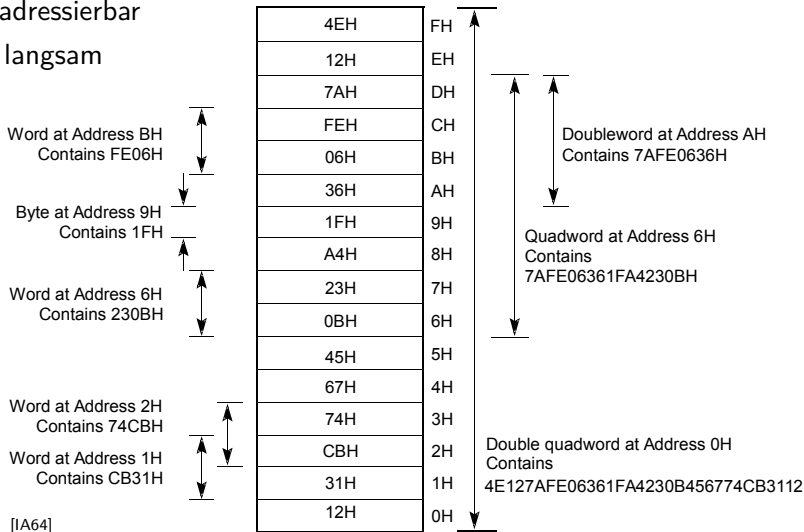 adressierbar
langsam
4EH FH
12H EH
7AH DH
FEH CH
06H BH
36H AH
1FH 9H
A4H 8H
23H 7H
0BH 6H
45H 5H
67H 4H
74H 3H
CBH 2H
31H 1H
12H 0H
Word at Address BH
Contains FE06H
Byte at Address 9H
Contains 1FH
Word at Address 6H
Contains 230BH
Word at Address 2H
Contains 74CBH
Word at Address 1H
Contains CB31H
Doubleword at Address AH
Contains 7AFE0636H
Quadword at Address 6H
Contains
7AFE06361FA4230BH
Double quadword at Address 0H
Contains
4E127AFE06361FA4230B456774CB3112
[IA64]